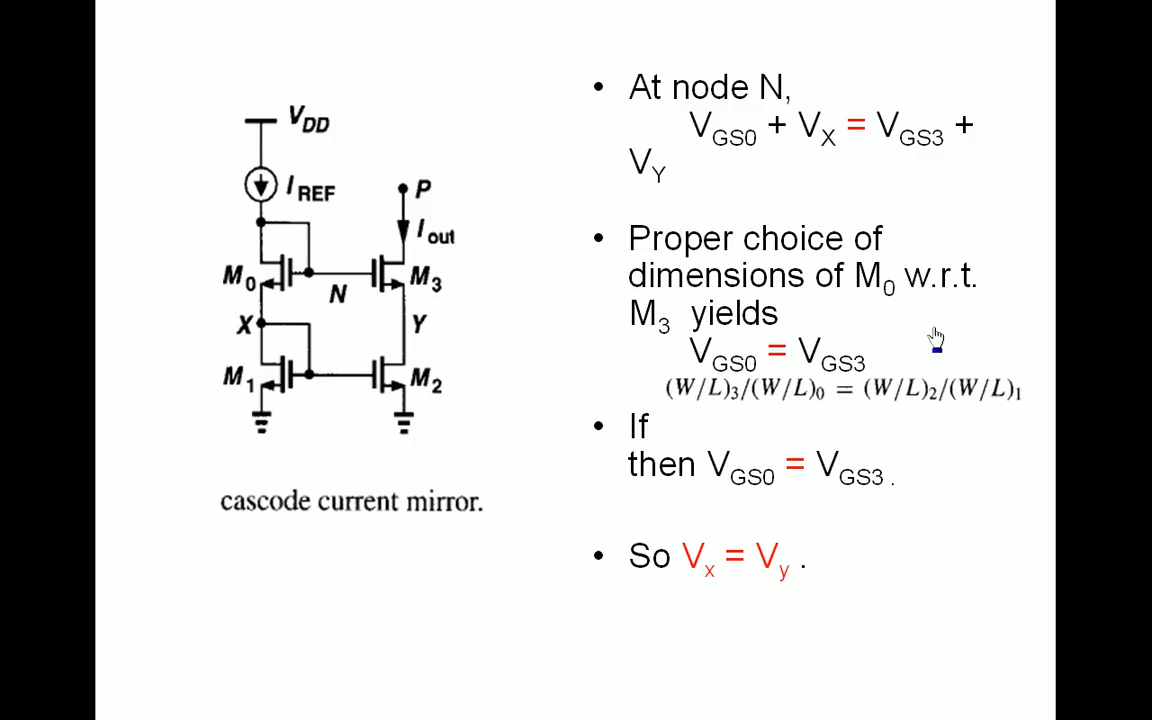 V_DD
I_REF
P
I_out
M_0
N
M_3
X
Y
M_1
M_2
cascode current mirror.
• At node N,
V_GS0 + V_X = V_GS3 +
V_Y
• Proper choice of
dimensions of M_0 w.r.t.
M_3 yields
V_GS0 = V_GS3
(W/L)_3/(W/L)_0 = (W/L)_2/(W/L)_1
• If
then V_GS0 = V_GS3 .
• So V_x = V_y .